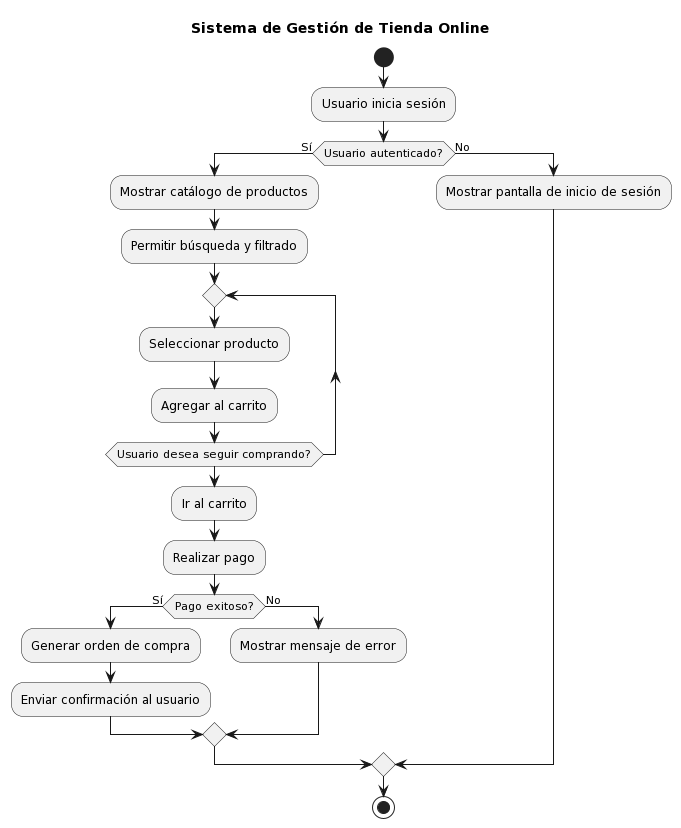 Sistema de Gestión de Tienda Online
Usuario inicia sesión
Usuario autenticado?
Sí
No
Mostrar catálogo de productos
Mostrar pantalla de inicio de sesión
Permitir búsqueda y filtrado
Seleccionar producto
Agregar al carrito
Usuario desea seguir comprando?
Ir al carrito
Realizar pago
Pago exitoso?
Sí
No
Generar orden de compra
Mostrar mensaje de error
Enviar confirmación al usuario